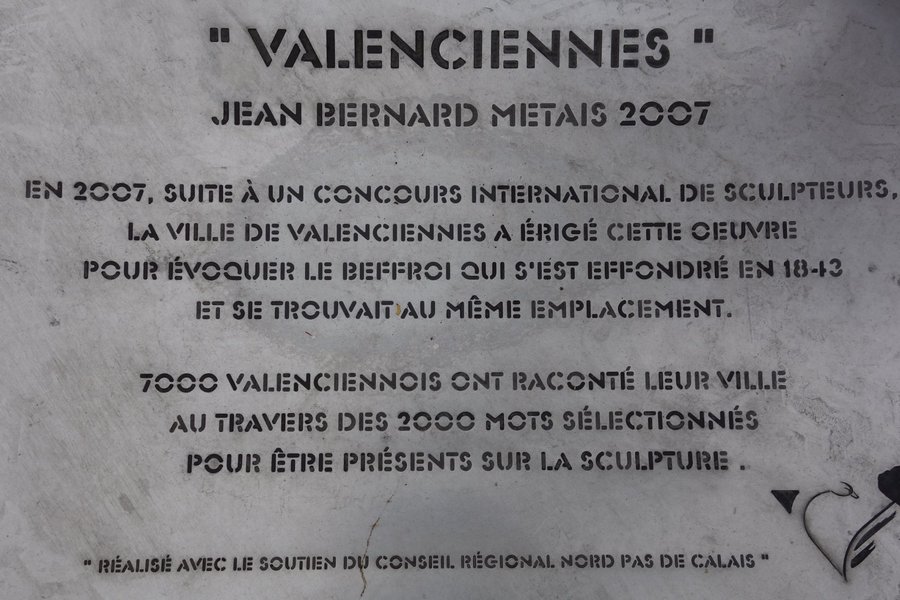 " VALENCIENNES "
JEAN BERNARD METAIS 2007
EN 2007, SUITE À UN CONCOURS INTERNATIONAL DE SCULPTEURS,
LA VILLE DE VALENCIENNES A ÉRIGÉ CETTE OEUVRE
POUR ÉVOQUER LE BEFFROI QUI S'EST EFFONDRÉ EN 1843
ET SE TROUVAIT AU MÊME EMPLACEMENT.
7000 VALENCIENNOIS ONT RACONTÉ LEUR VILLE
AU TRAVERS DES 2000 MOTS SÉLECTIONNÉS
POUR ÊTRE PRÉSENTS SUR LA SCULPTURE .
" RÉALISÉ AVEC LE SOUTIEN DU CONSEIL RÉGIONAL NORD PAS DE CALAIS "